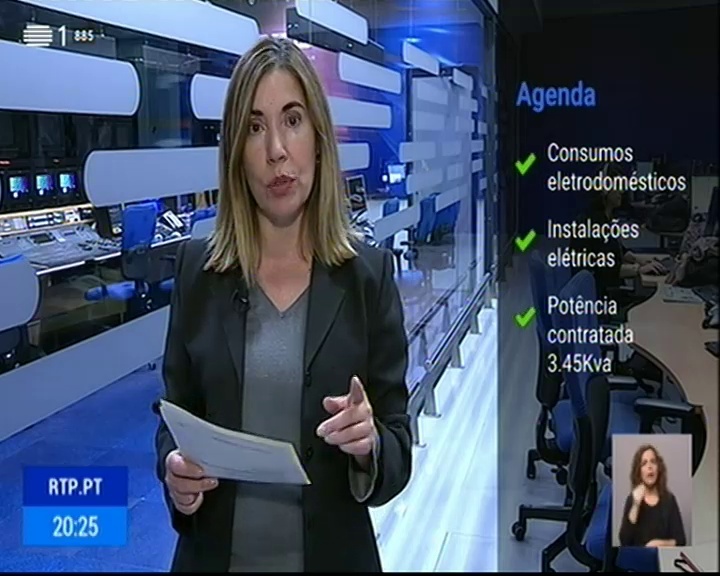 1 885
Agenda
Consumos
eletrodomésticos
Instalações
elétricas
Potência
contratada
3.45Kva
RTP.PT
20:25